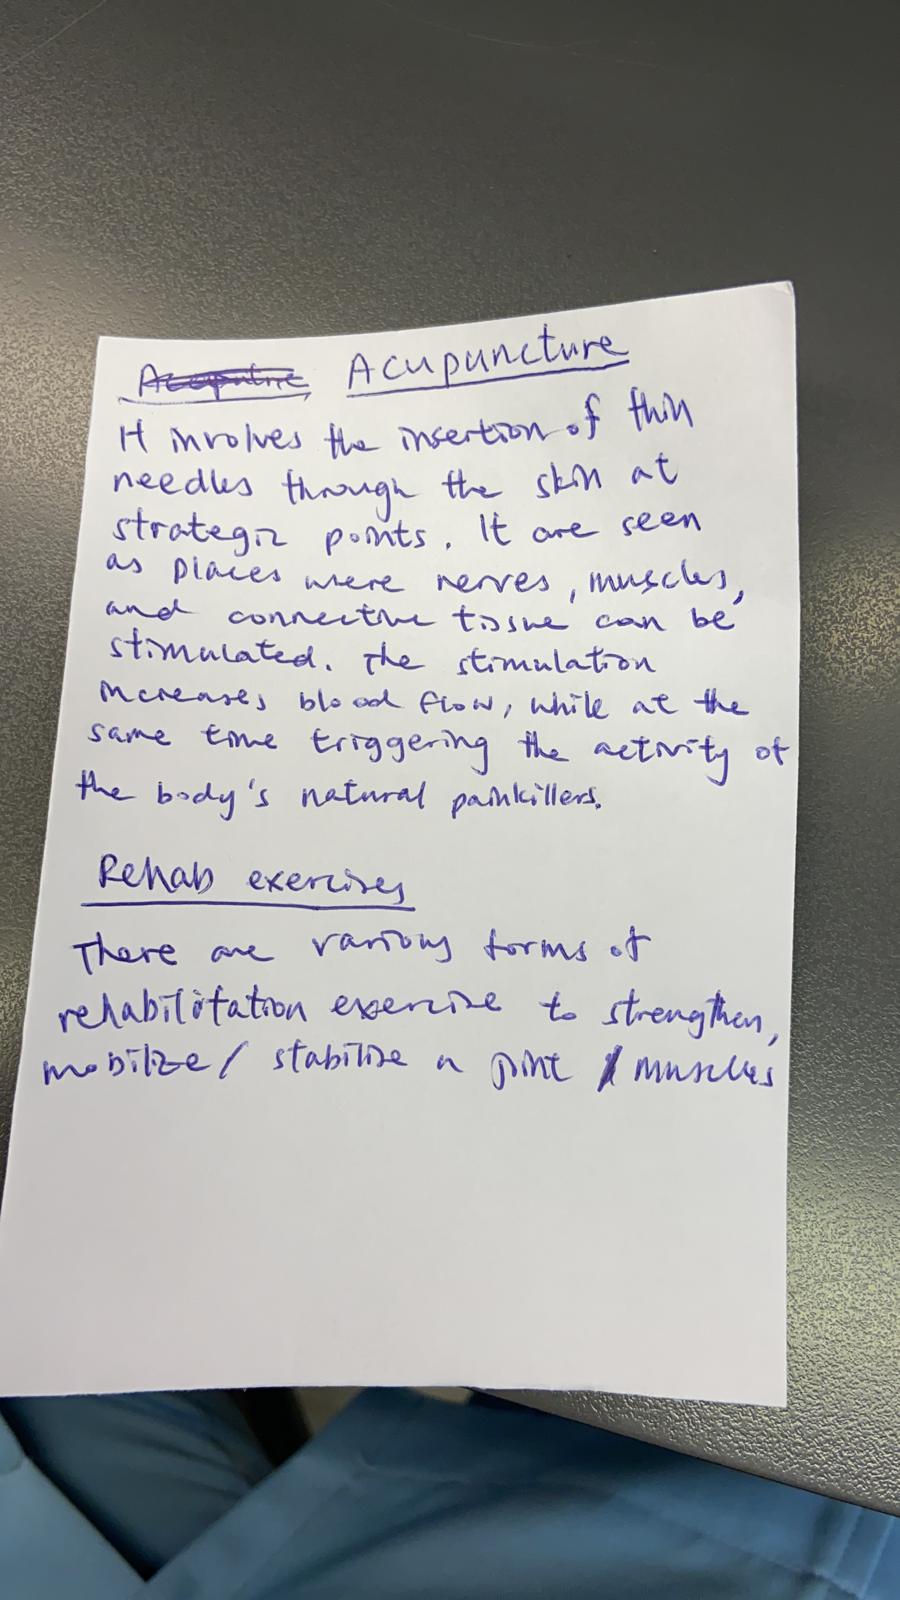 Acupuncture
It involves the insertion of thin
needles through the skin at
strategic points. It are seen
as places were nerves, muscles,
and connective tissue can be
stimulated. The stimulation
increases blood flow, while at the
same time triggering the activity of
the body's natural painkillers.
Rehab exercises
There are various forms of
rehabilitation exercise to strengthen,
mobilize/ stabilise a joint / muscles